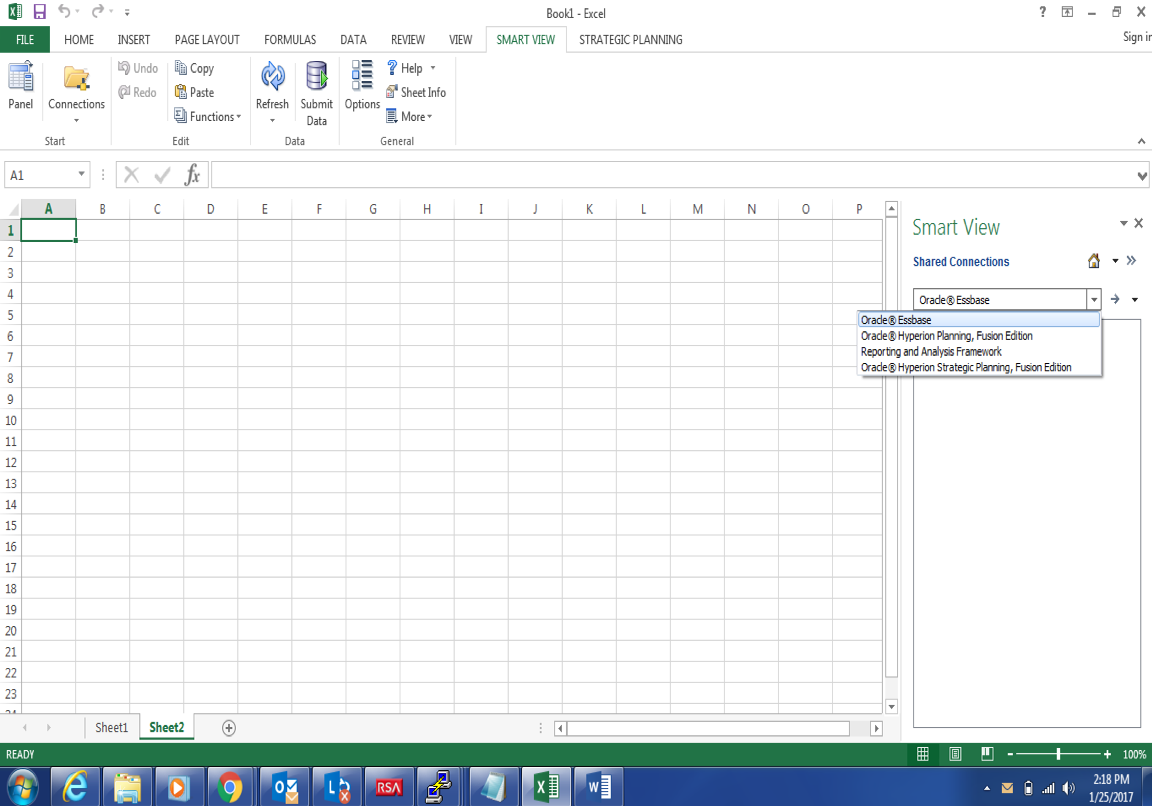 Book1 - Excel
?
Sign in
FILE HOME INSERT PAGE LAYOUT FORMULAS DATA REVIEW VIEW SMART VIEW STRATEGIC PLANNING
Panel
Connections
Start
Undo
Redo
Copy
Paste
Functions
Edit
Refresh
Submit
Data
Data
Options
Help
Sheet Info
More
General
A1
fx
A B C D E F G H I J K L M N O P
1
2
3
4
5
6
7
8
9
10
11
12
13
14
15
16
17
18
19
20
21
22
23
24
Smart View
Shared Connections
Oracle® Essbase
Oracle® Essbase
Oracle® Hyperion Planning, Fusion Edition
Reporting and Analysis Framework
Oracle® Hyperion Strategic Planning, Fusion Edition
Sheet1 Sheet2
READY
100%
RSA
2:18 PM
1/25/2017